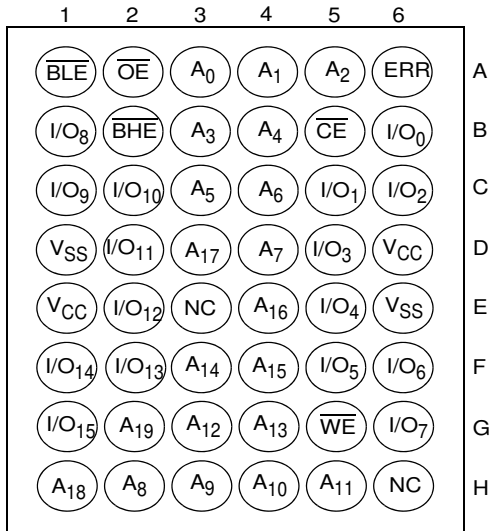 1 2 3 4 5 6
BLE OE A0 A1 A2 ERR A
I/O8 BHE A3 A4 CE I/O0 B
I/O9 I/O10 A5 A6 I/O1 I/O2 C
VSS I/O11 A17 A7 I/O3 VCC D
VCC I/O12 NC A16 I/O4 VSS E
I/O14 I/O13 A14 A15 I/O5 I/O6 F
I/O15 A19 A12 A13 WE I/O7 G
A18 A8 A9 A10 A11 NC H